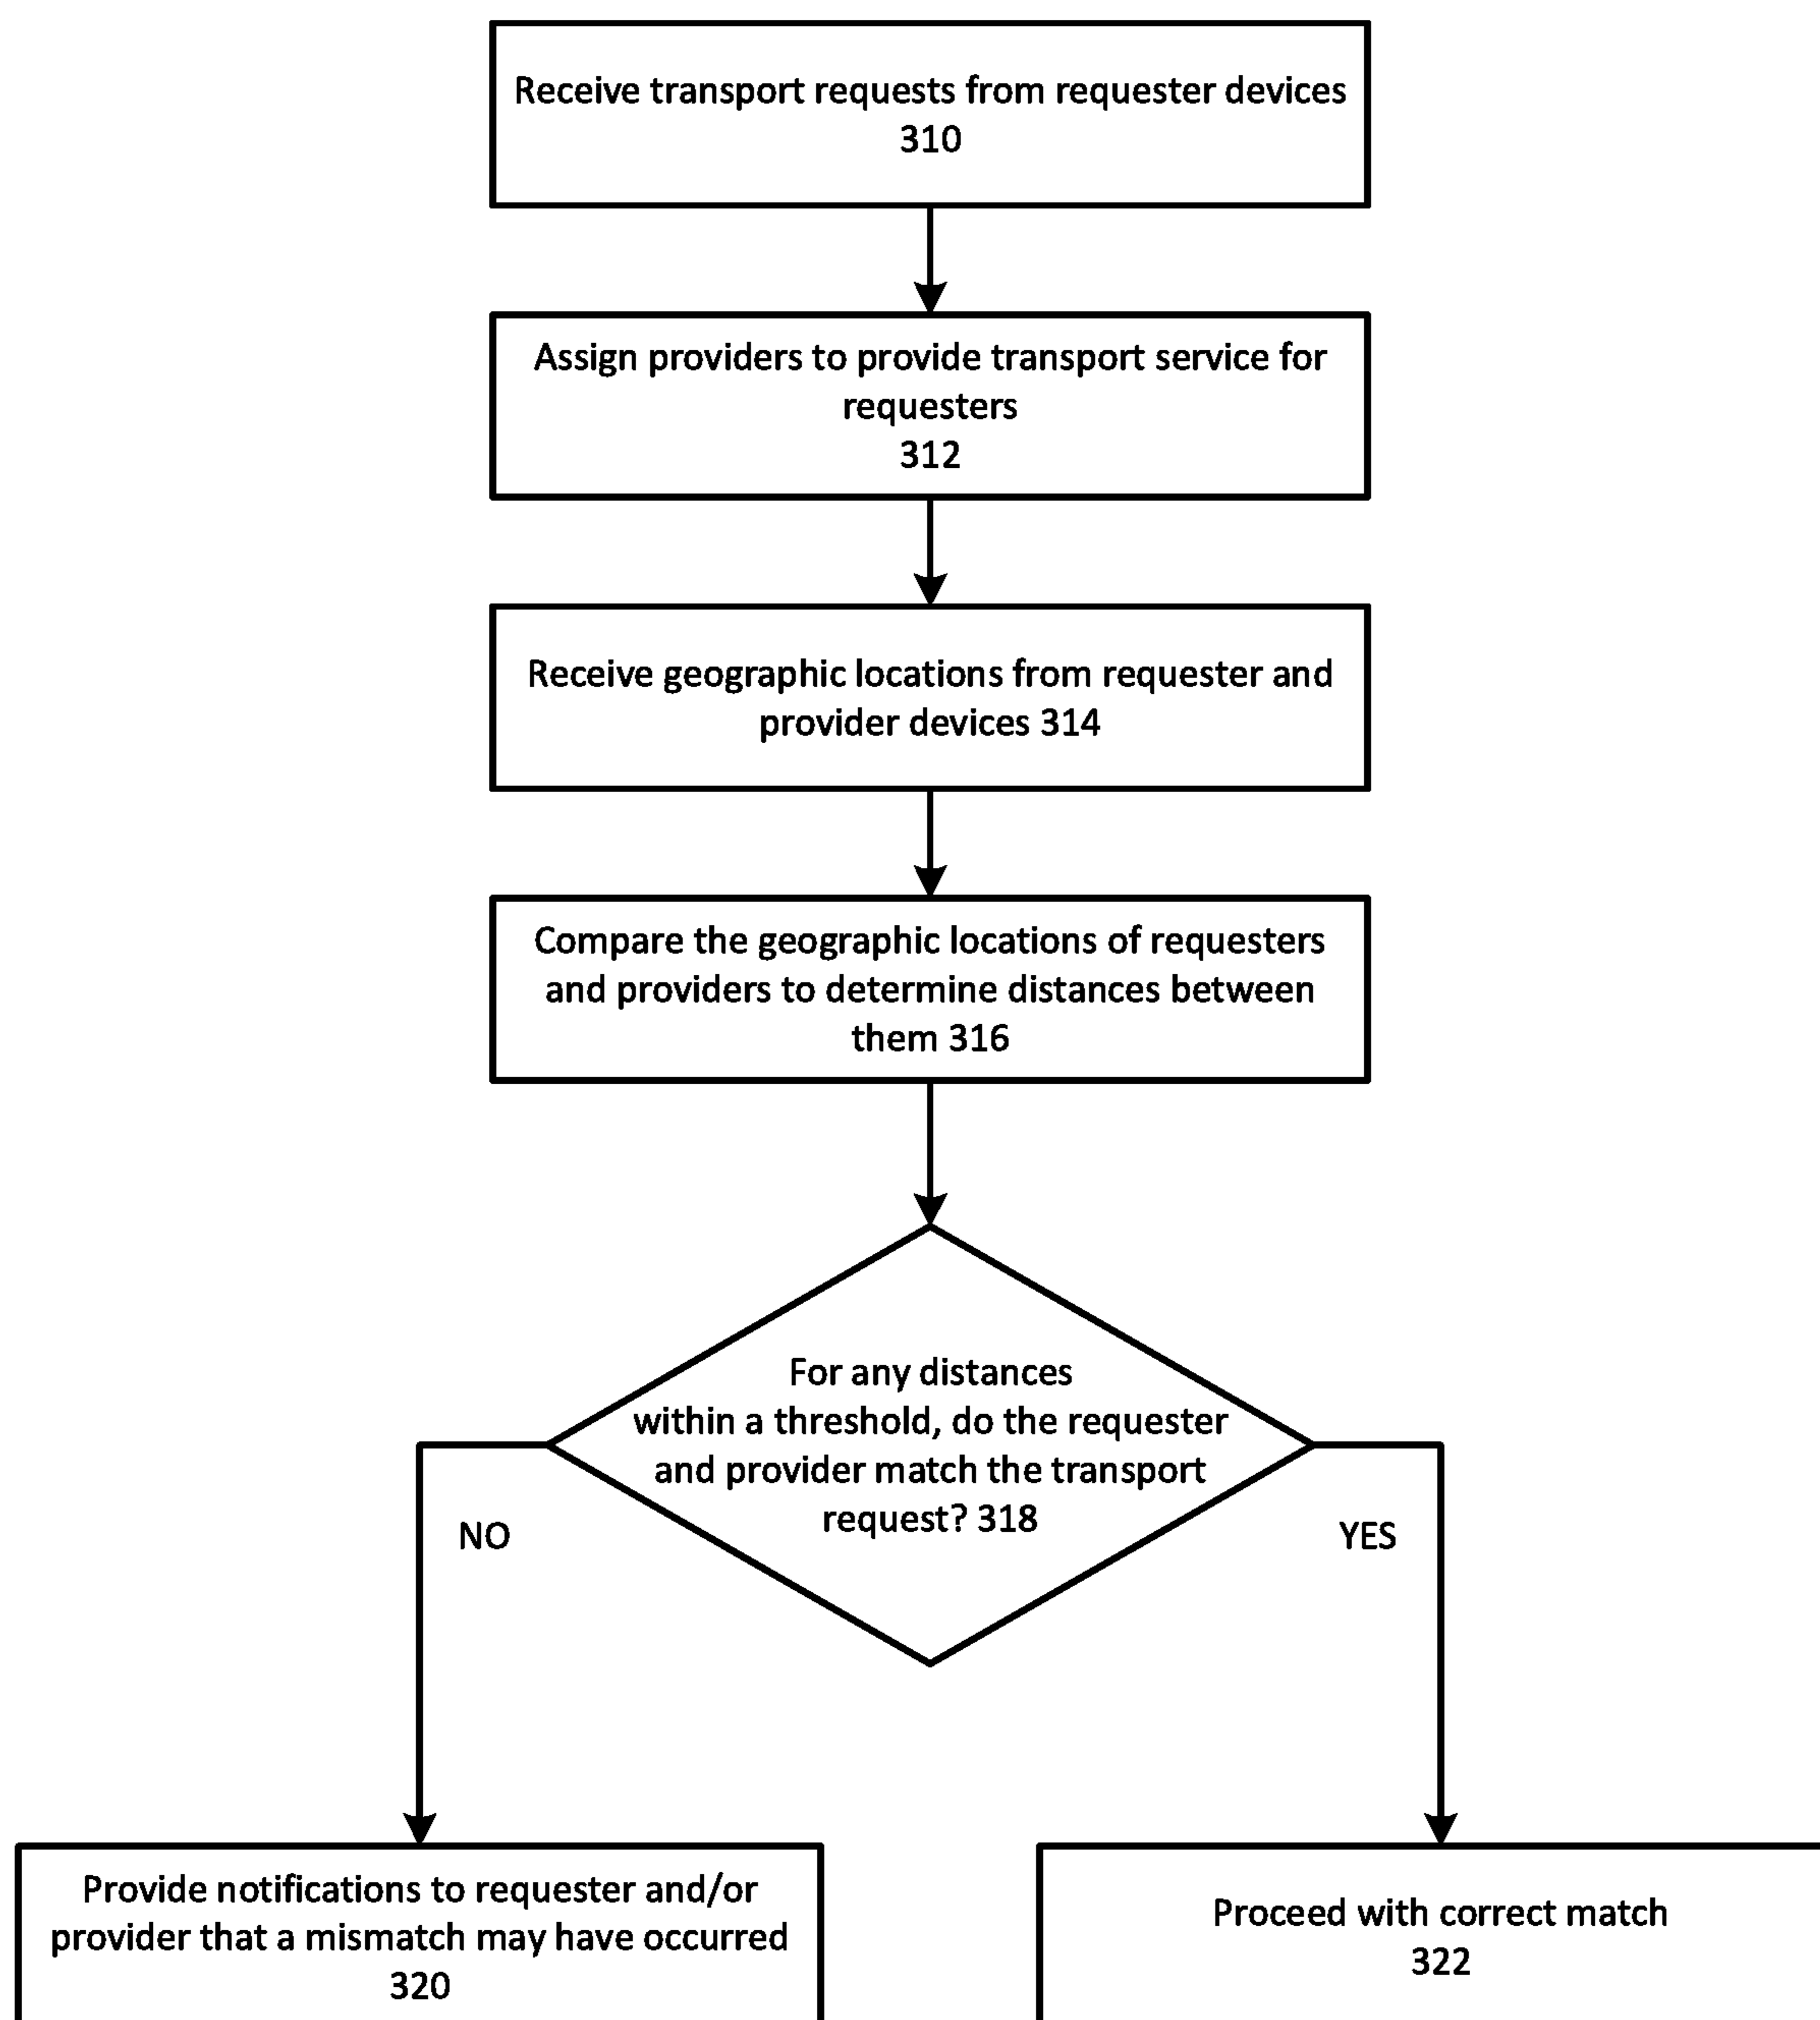 Receive transport requests from requester devices
310
Assign providers to provide transport service for
requesters
312
Receive geographic locations from requester and
provider devices 314
Compare the geographic locations of requesters
and providers to determine distances between
them 316
For any distances
within a threshold, do the requester
and provider match the transport
request? 318
NO
YES
Provide notifications to requester and/or
provider that a mismatch may have occurred
320
Proceed with correct match
322